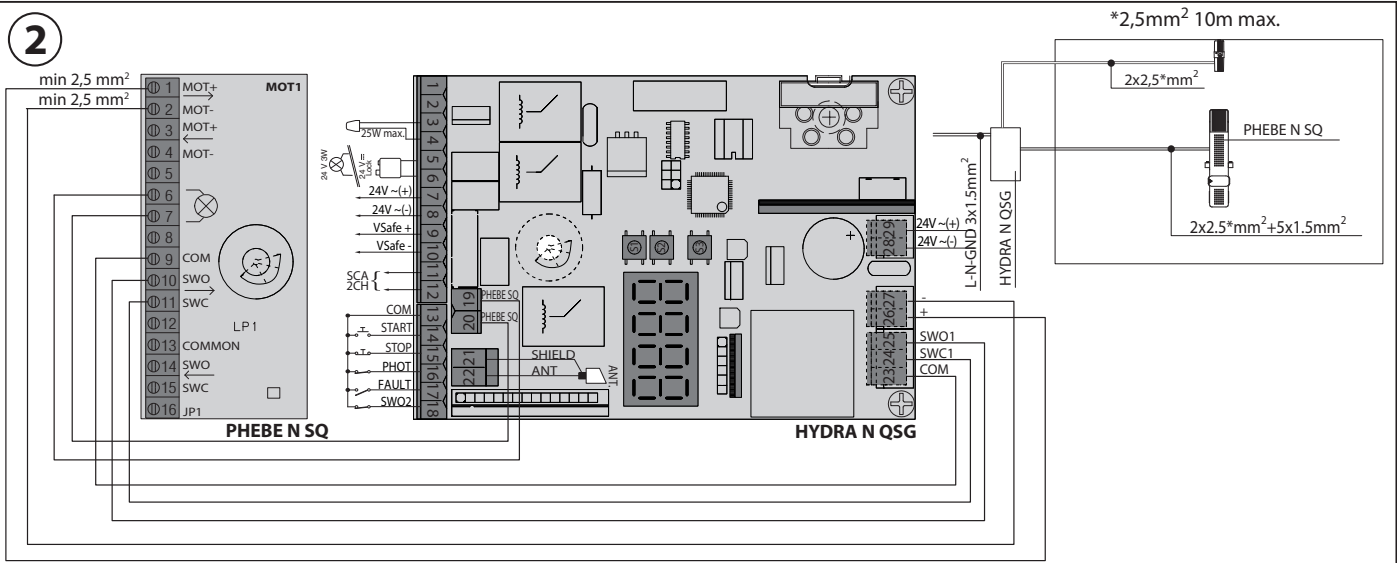 2
*2,5mm² 10m max.
min 2,5 mm²
min 2,5 mm²
1 MOT+
MOT1
2 MOT-
3 MOT+
4 MOT-
5
6
7
8
9 COM
10 SWO
11 SWC
12
LP1
13 COMMON
14 SWO
15 SWC
16 JP1
PHEBE N SQ
25W max.
24 V 3W
24 V =
Lock
24V ~(+)
24V ~(-)
VSafe +
VSafe -
SCA
2CH
COM
START
STOP
PHOT
FAULT
SWO2
1
2
3
4
5
6
7
8
9
10
11
12
13
14
15
16
17
18
19 PHEBE SQ
20 PHEBE SQ
22 21
SHIELD
ANT
ANT.
S1
S2
S3
+
28 29
24V ~(+)
24V ~(-)
26 27
-
+
23 24 25
SWO1
SWC1
COM
HYDRA N QSG
L-N-GND 3x1.5mm²
HYDRA N QSG
2x2,5*mm²
PHEBE N SQ
2x2.5*mm²+5x1.5mm²